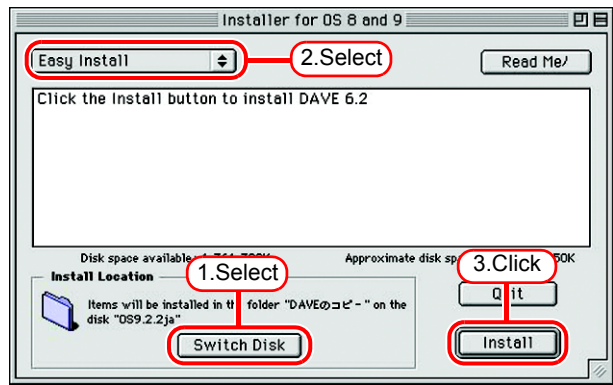 Installer for OS 8 and 9
Easy Install
2.Select
Read Me/
Click the Install button to install DAVE 6.2
Disk space available
Approximate disk
50K
Install Location
1.Select
3.Click
Items will be installed in the folder "DAVEのコピー" on the
disk "OS9.2.2ja"
Quit
Switch Disk
Install